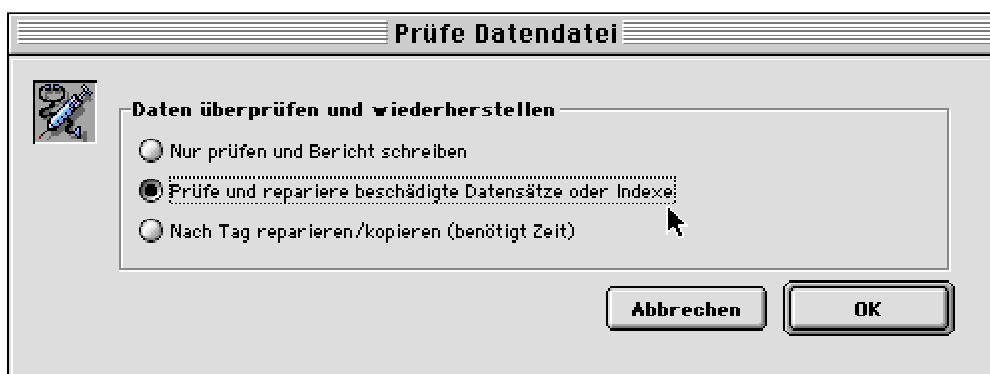 Prüfe Datendatei
Daten überprüfen und wiederherstellen
Nur prüfen und Bericht schreiben
Prüfe und repariere beschädigte Datensätze oder Indexe
Nach Tag reparieren/kopieren (benötigt Zeit)
Abbrechen
OK